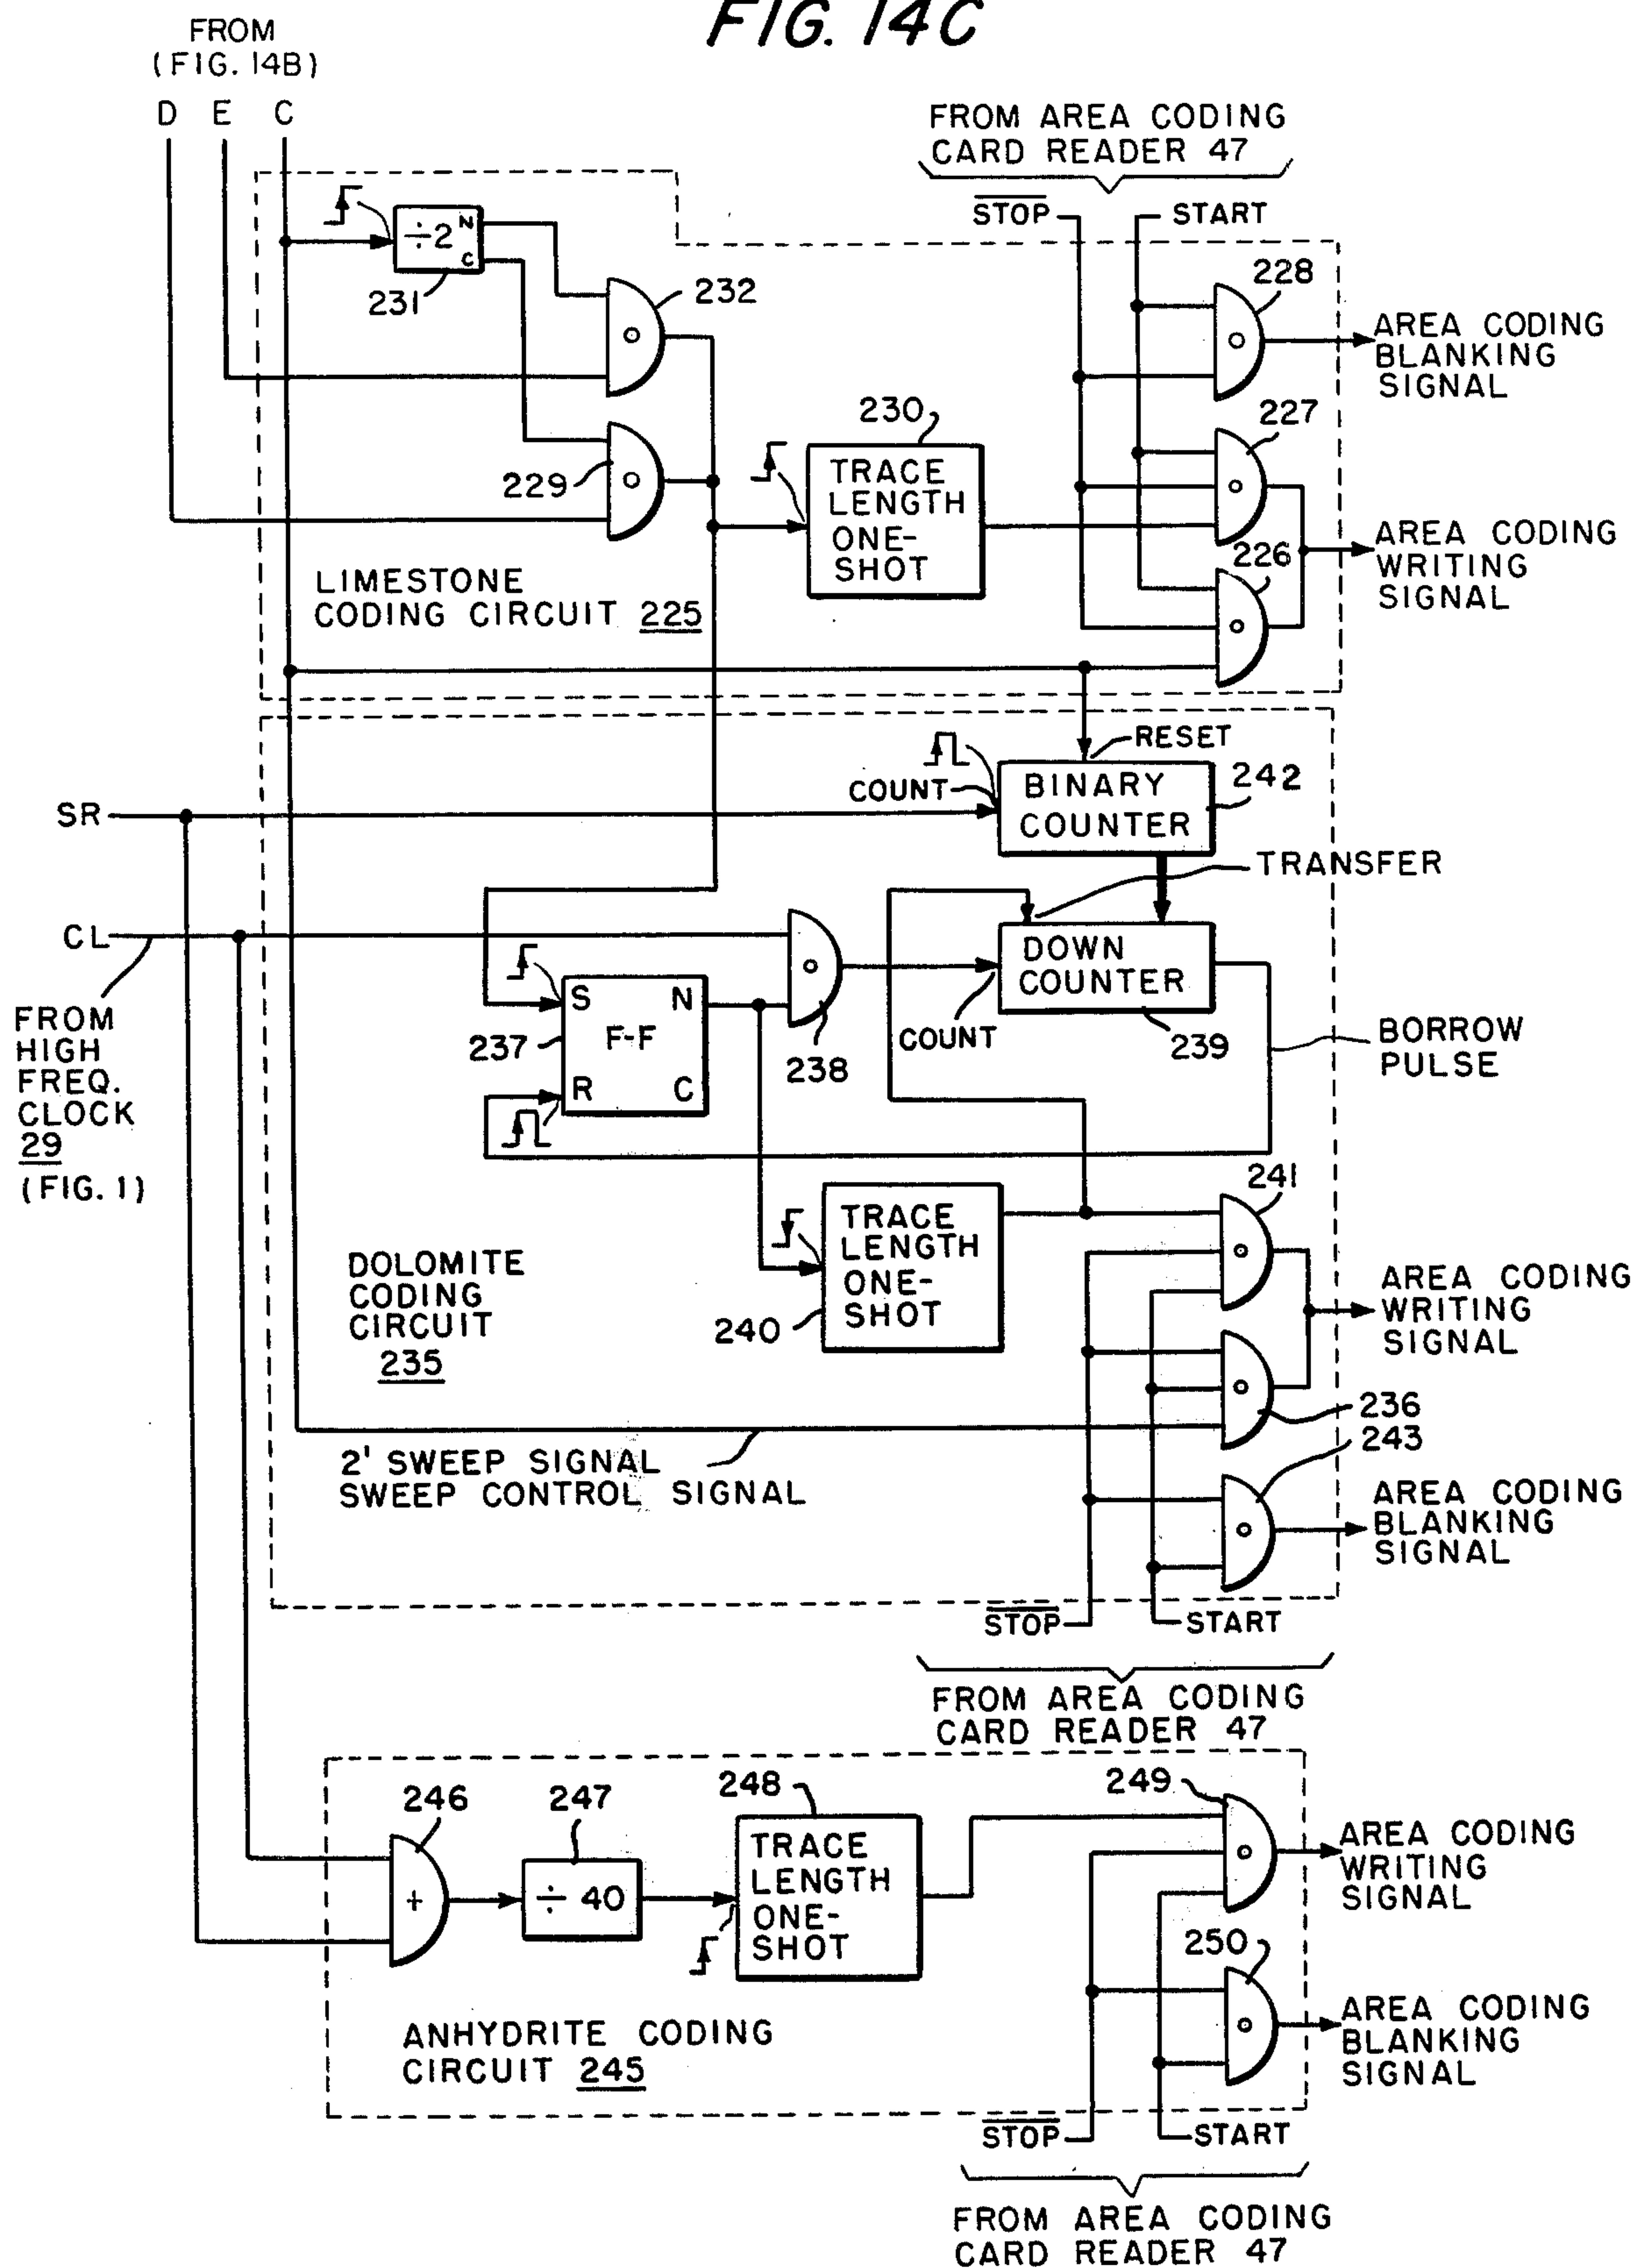 FIG. 14C
FROM
(FIG. 14B)
D E C
FROM AREA CODING
CARD READER 47
STOP START
÷2 N
C
231
232
228
AREA CODING
BLANKING
SIGNAL
229
230
TRACE
LENGTH
ONE-
SHOT
227
226
AREA CODING
WRITING
SIGNAL
LIMESTONE
CODING CIRCUIT 225
SR
RESET
COUNT
BINARY
COUNTER
242
TRANSFER
CL
FROM
HIGH
FREQ.
CLOCK
29
(FIG. 1)
S N
F-F
R C
237
238
DOWN
COUNTER
COUNT
239
BORROW
PULSE
TRACE
LENGTH
ONE-
SHOT
240
241
AREA CODING
WRITING
SIGNAL
DOLOMITE
CODING
CIRCUIT
235
236
243
2' SWEEP SIGNAL
SWEEP CONTROL SIGNAL
AREA CODING
BLANKING
SIGNAL
STOP START
FROM AREA CODING
CARD READER 47
246
+
247
÷ 40
248
TRACE
LENGTH
ONE-
SHOT
249
AREA CODING
WRITING
SIGNAL
250
AREA CODING
BLANKING
SIGNAL
ANHYDRITE CODING
CIRCUIT 245
STOP START
FROM AREA CODING
CARD READER 47